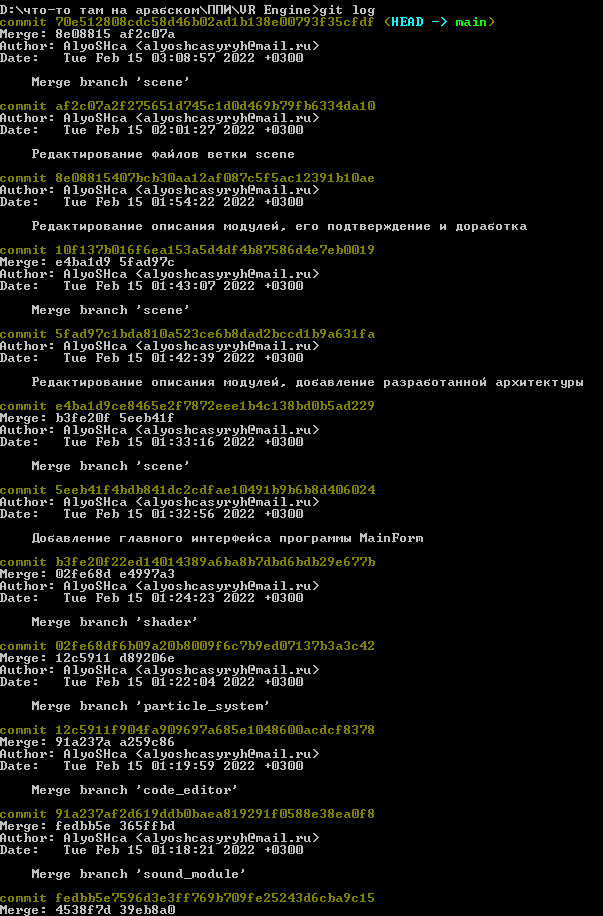 D:\что-то там на арабском\ППИ\VR Engine>git log
commit 70e512808cdc58d46b02ad1b138e00793f35cfdf (HEAD -> main)
Merge: 8e08815 af2c07a
Author: AlyoSHca <alyoshcasyryh@mail.ru>
Date:   Tue Feb 15 03:08:57 2022 +0300
Merge branch 'scene'
commit af2c07a2f275651d745c1d0d469b79fb6334da10
Author: AlyoSHca <alyoshcasyryh@mail.ru>
Date:   Tue Feb 15 02:01:27 2022 +0300
Редактирование файлов ветки scene
commit 8e08815407bcb30aa12af087c5f5ac12391b10ae
Author: AlyoSHca <alyoshcasyryh@mail.ru>
Date:   Tue Feb 15 01:54:22 2022 +0300
Редактирование описания модулей, его подтверждение и доработка
commit 10f137b016f6ea153a5d4df4b87586d4e7eb0019
Merge: e4ba1d9 5fad97c
Author: AlyoSHca <alyoshcasyryh@mail.ru>
Date:   Tue Feb 15 01:43:07 2022 +0300
Merge branch 'scene'
commit 5fad97c1bda810a523ce6b8dad2bccd1b9a631fa
Author: AlyoSHca <alyoshcasyryh@mail.ru>
Date:   Tue Feb 15 01:42:39 2022 +0300
Редактирование описания модулей, добавление разработанной архитектуры
commit e4ba1d9ce8465e2f7872eee1b4c138bd0b5ad229
Merge: b3fe20f 5eeb41f
Author: AlyoSHca <alyoshcasyryh@mail.ru>
Date:   Tue Feb 15 01:33:16 2022 +0300
Merge branch 'scene'
commit 5eeb41f4bdb841dc2cdfae10491b9b6b8d406024
Author: AlyoSHca <alyoshcasyryh@mail.ru>
Date:   Tue Feb 15 01:32:56 2022 +0300
Добавление главного интерфейса программы MainForm
commit b3fe20f22ed14014389a6ba8b7dbd6bdb29e677b
Merge: 02fe68d e4997a3
Author: AlyoSHca <alyoshcasyryh@mail.ru>
Date:   Tue Feb 15 01:24:23 2022 +0300
Merge branch 'shader'
commit 02fe68df6b09a20b8009f6c7b9ed07137b3a3c42
Merge: 12c5911 d89206e
Author: AlyoSHca <alyoshcasyryh@mail.ru>
Date:   Tue Feb 15 01:22:04 2022 +0300
Merge branch 'particle_system'
commit 12c5911f904fa909697a685e1048600acdcf8378
Merge: 91a237a a259c86
Author: AlyoSHca <alyoshcasyryh@mail.ru>
Date:   Tue Feb 15 01:19:59 2022 +0300
Merge branch 'code_editor'
commit 91a237af2d619ddb0baea819291f0588e38ea0f8
Merge: fedbb5e 365ffbd
Author: AlyoSHca <alyoshcasyryh@mail.ru>
Date:   Tue Feb 15 01:18:21 2022 +0300
Merge branch 'sound_module'
commit fedbb5e7596d3e3ff769b709fe25243d6cba9c15
Merge: 4538f7d 39eb8a0